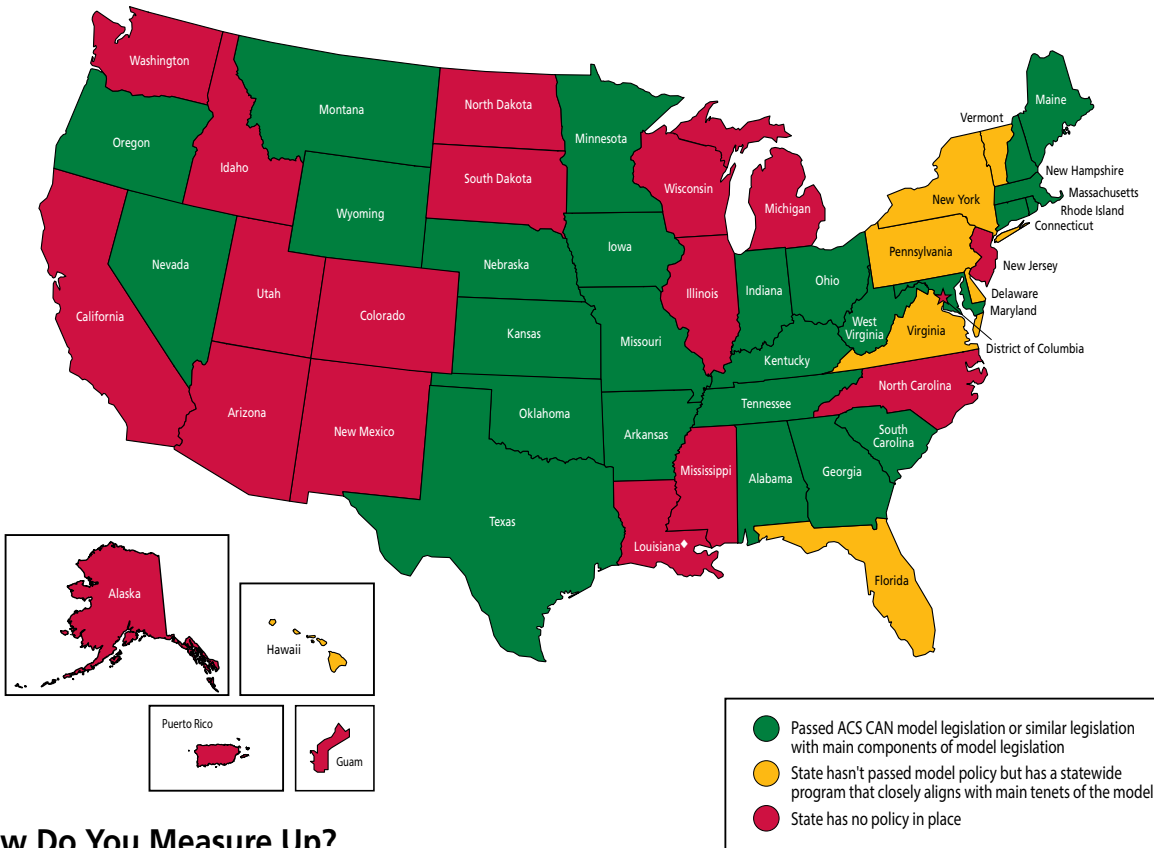 Washington
Oregon
Idaho
Montana
North Dakota
South Dakota
Minnesota
Wisconsin
Michigan
Wyoming
Nebraska
Iowa
Illinois
Indiana
Ohio
California
Nevada
Utah
Colorado
Kansas
Missouri
Kentucky
West
Virginia
Virginia
Pennsylvania
New York
Vermont
Maine
New Hampshire
Massachusetts
Rhode Island
Connecticut
New Jersey
Delaware
Maryland
District of Columbia
Arizona
New Mexico
Oklahoma
Arkansas
Tennessee
North Carolina
South
Carolina
Mississippi
Alabama
Georgia
Texas
Louisiana♦
Florida
Alaska
Hawaii
Puerto Rico
Guam
Passed ACS CAN model legislation or similar legislation
with main components of model legislation
State hasn't passed model policy but has a statewide
program that closely aligns with main tenets of the model
State has no policy in place
w Do You Measure Up?